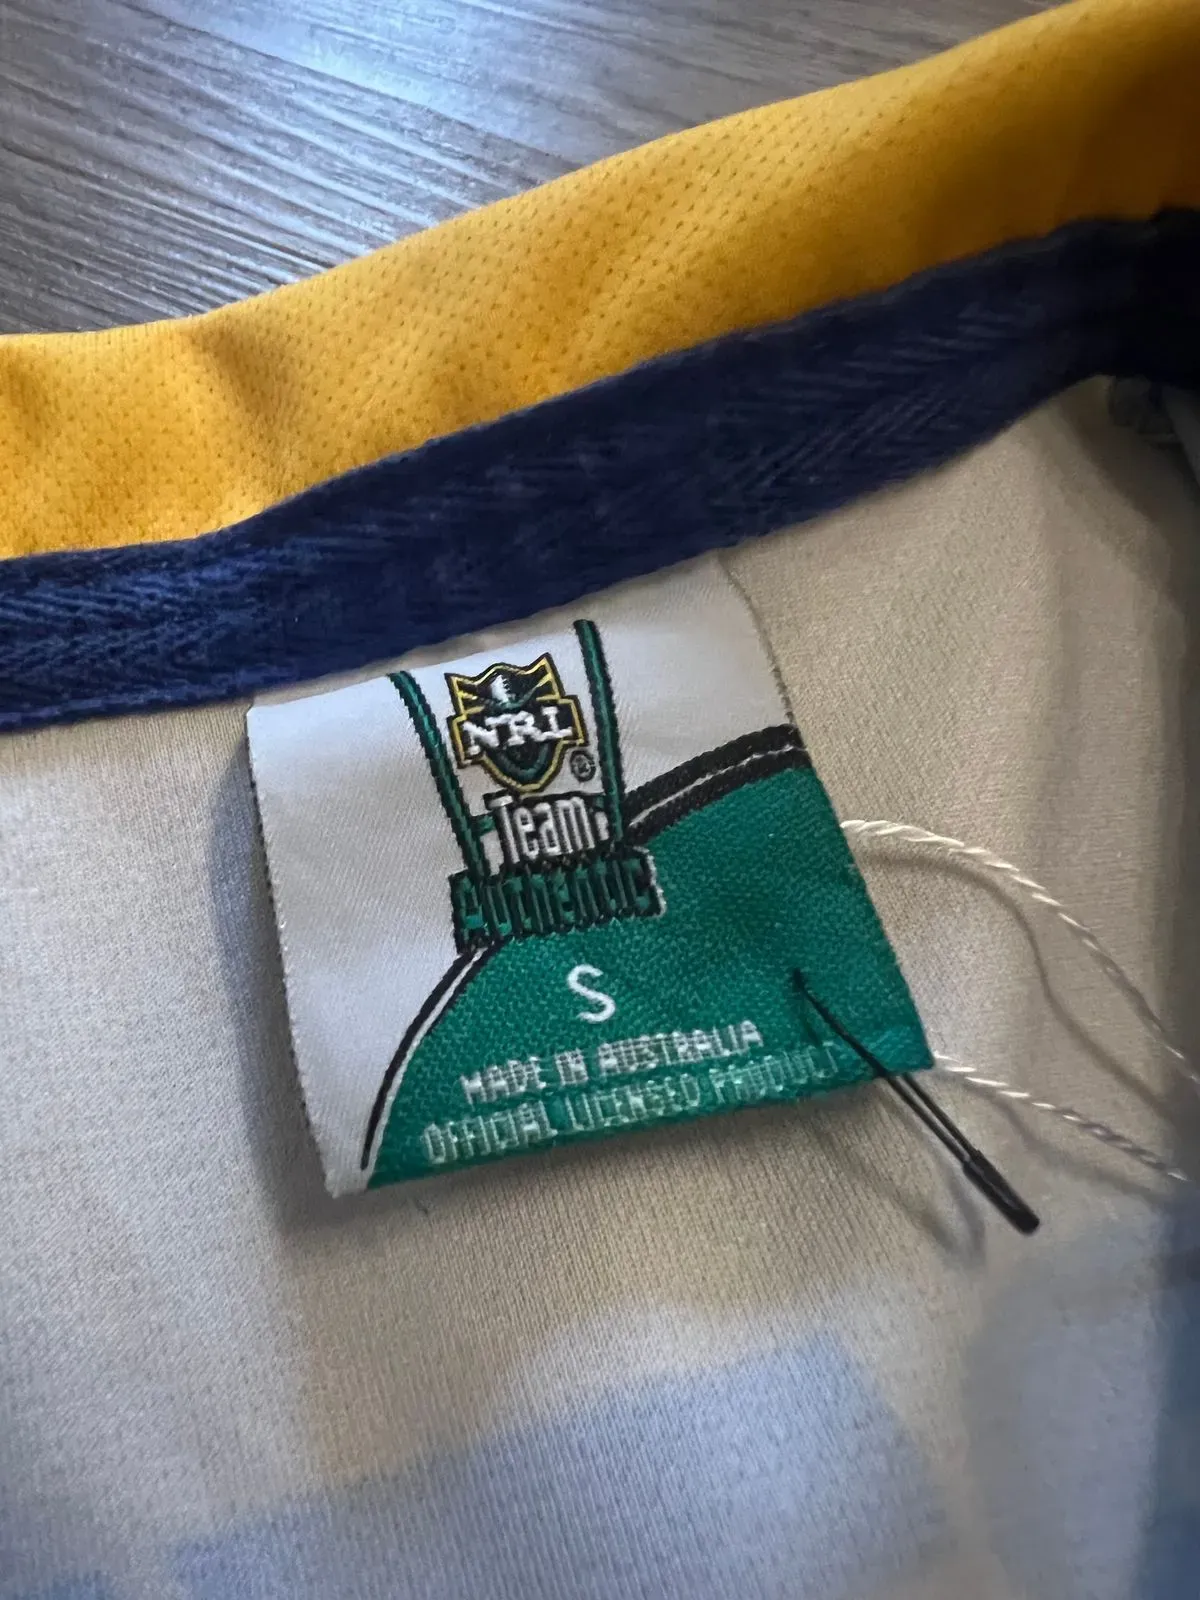 NRL
®
Team
Authentic
S
MADE IN AUSTRALIA
OFFICIAL LICENSED PRODUCT